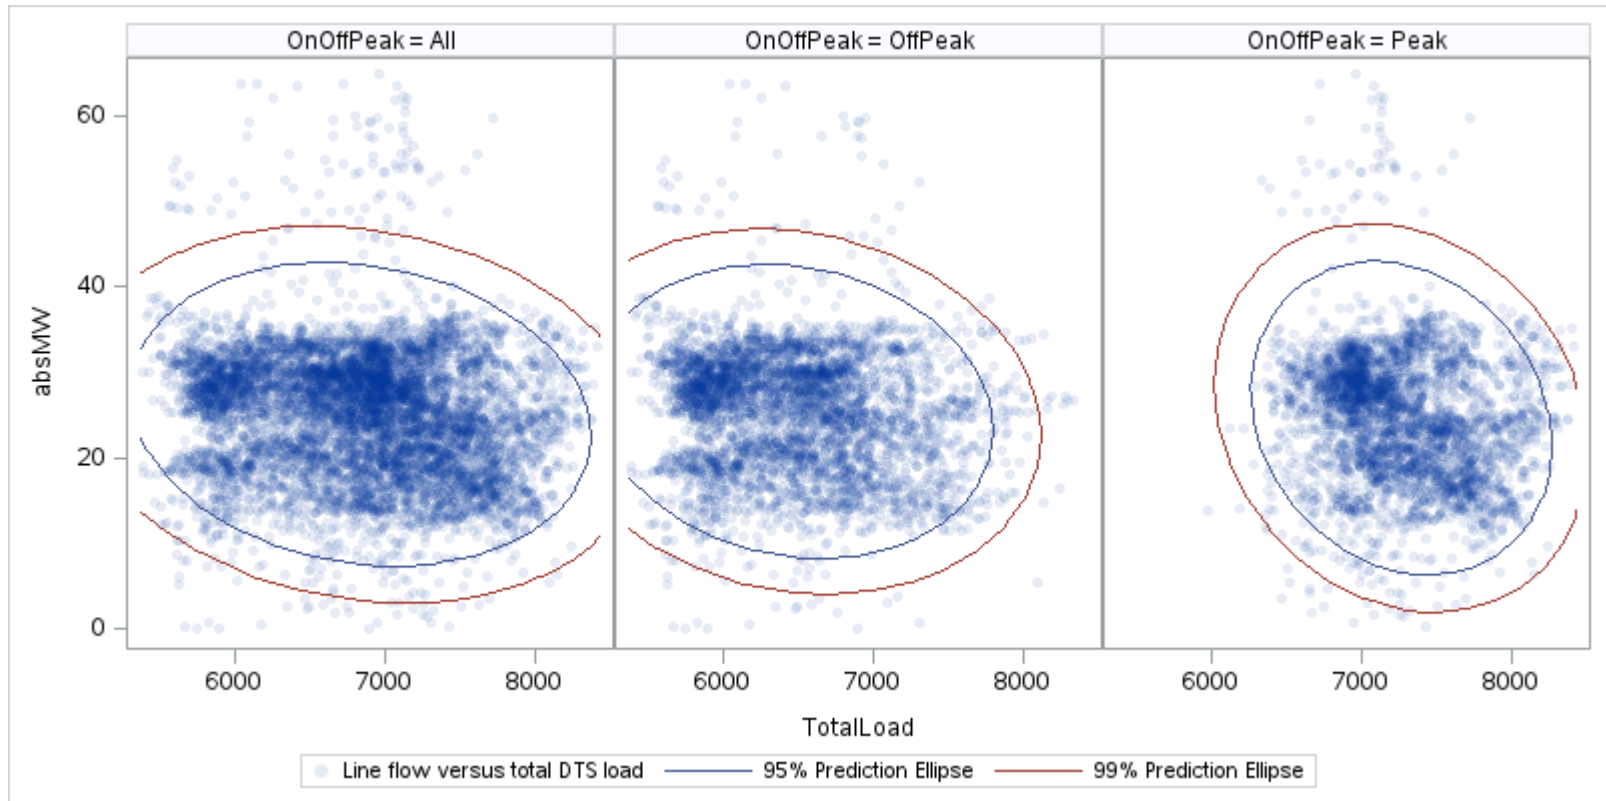 OnOffPeak = All
OnOffPeak = OffPeak
OnOffPeak = Peak
60
40
20
0
absMW
6000
7000
8000
6000
7000
8000
6000
7000
8000
TotalLoad
Line flow versus total DTS load
95% Prediction Ellipse
99% Prediction Ellipse